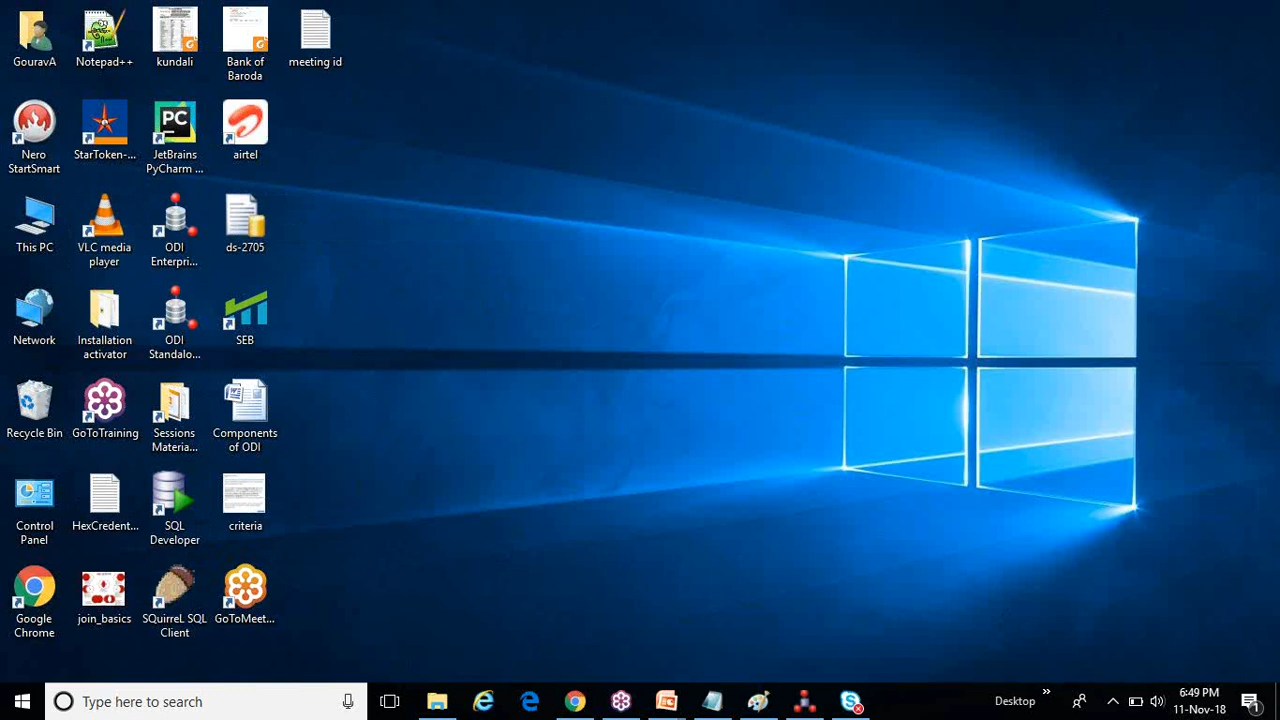 GouravA
Notepad++
kundali
Bank of
Baroda
meeting id
Nero
StartSmart
StarToken-...
PC
JetBrains
PyCharm ...
airtel
This PC
VLC media
player
ODI
Enterpri...
ds-2705
Network
Installation
activator
ODI
Standalo...
SEB
Recycle Bin
GoToTraining
Sessions
Materia...
Components
of ODI
Control
Panel
HexCredent...
SQL
Developer
criteria
Google
Chrome
join_basics
SQuirreL SQL
Client
GoToMeet...
Type here to search
Desktop
6:49 PM
11-Nov-18